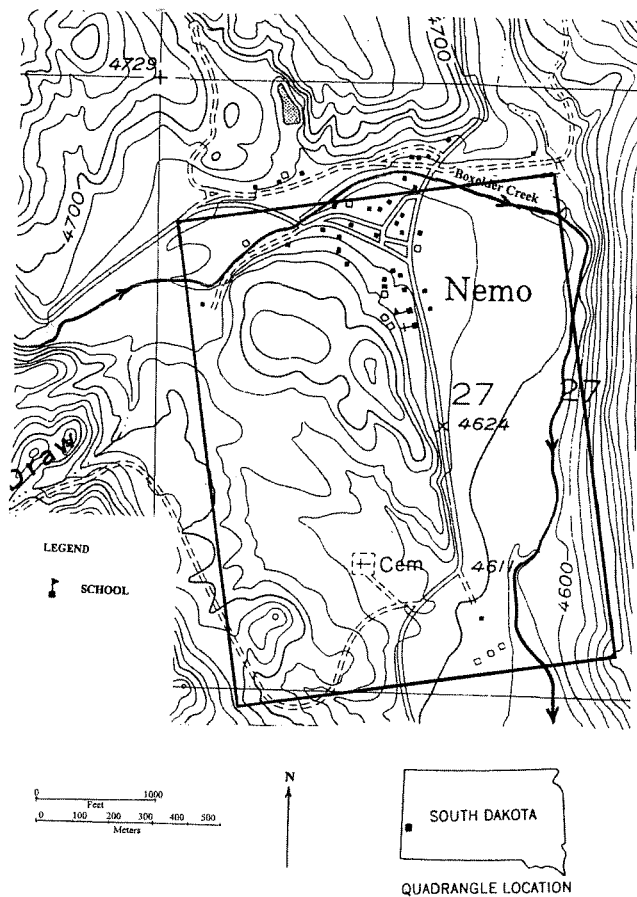 4729
4700
4700
Boxelder Creek
Nemo
27
27
4624
Draw
Cem
4611
4600
LEGEND
SCHOOL
0 1000
Feet
0 100 200 300 400 500
Meters
N
SOUTH DAKOTA
QUADRANGLE LOCATION